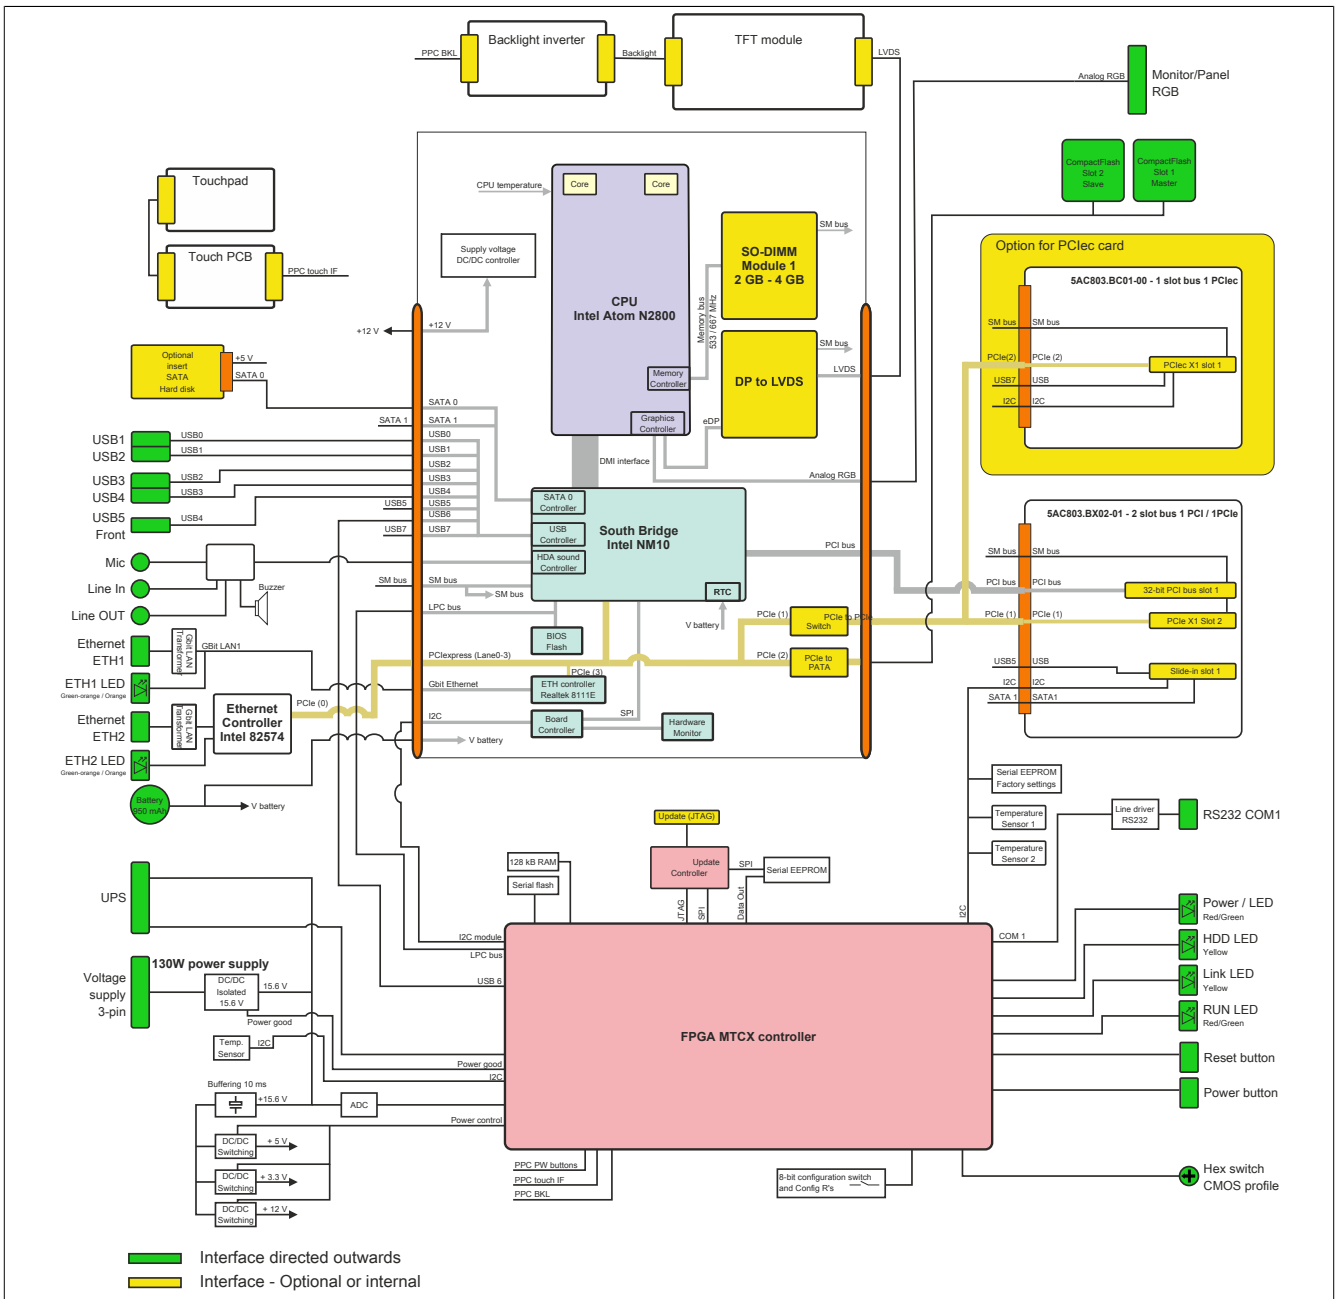 Backlight inverter
TFT module
PPC BKL
Backlight
LVDS
Analog RGB
Monitor/Panel
RGB
CompactFlash
Slot 2
Slave
CompactFlash
Slot 1
Master
Touchpad
Touch PCB
PPC touch IF
CPU temperature
Core
Core
CPU
Intel Atom N2800
Memory
Controller
Graphics
Controller
Supply voltage
DC/DC controller
+12 V
+12 V
Memory bus
533 / 667 MHz
SO-DIMM
Module 1
2 GB - 4 GB
SM bus
DP to LVDS
SM bus
LVDS
eDP
DMI interface
Analog RGB
Option for PCIec card
5AC803.BC01-00 - 1 slot bus 1 PCIec
SM bus
SM bus
PCIe(2)
PCIe (2)
PCIec X1 slot 1
USB7
USB
I2C
I2C
Optional
insert
SATA
Hard disk
+5 V
SATA 0
SATA 0
SATA 1
SATA 1
USB1
USB2
USB0
USB1
USB0
USB1
USB3
USB4
USB2
USB3
USB2
USB3
USB5
Front
USB4
USB4
USB5
USB5
USB6
USB7
USB7
SATA 0
Controller
USB
Controller
HDA sound
Controller
South Bridge
Intel NM10
RTC
PCI bus
V battery
5AC803.BX02-01 - 2 slot bus 1 PCI / 1PCIe
SM bus
SM bus
PCI bus
PCI bus
32-bit PCI bus slot 1
PCIe (1)
PCIe (1)
PCIe X1 Slot 2
USB5
USB
Slide-in slot 1
I2C
I2C
SATA 1
SATA1
Mic
Line In
Line OUT
Buzzer
SM bus
SM bus
SM bus
LPC bus
BIOS
Flash
PCIe (1)
PCIe to PCIe
Switch
PCIe (2)
PCIe to
PATA
PCIexpress (Lane0-3)
PCIe (3)
Gbit Ethernet
ETH controller
Realtek 8111E
I2C
SPI
Board
Controller
Hardware
Monitor
V battery
Ethernet
ETH1
Gbit LAN
Transformer
GBit LAN1
ETH1 LED
Green-orange / Orange
Ethernet
ETH2
Gbit LAN
Transformer
ETH2 LED
Green-orange / Orange
Ethernet
Controller
Intel 82574
PCIe (0)
Battery
950 mAh
V battery
Serial EEPROM
Factory settings
Temperature
Sensor 1
Temperature
Sensor 2
Line driver
RS232
RS232 COM1
I2C
COM 1
Update (JTAG)
Update
Controller
SPI
Serial EEPROM
JTAG
SPI
Data Out
128 kB RAM
Serial flash
UPS
Voltage
supply
3-pin
130W power supply
DC/DC
Isolated
15.6 V
15.6 V
Power good
Temp.
Sensor
I2C
I2C module
LPC bus
USB 6
Power good
I2C
Power control
FPGA MTCX controller
Power / LED
Red/Green
HDD LED
Yellow
Link LED
Yellow
RUN LED
Red/Green
Reset button
Power button
Buffering 10 ms
+15.6 V
ADC
DC/DC
Switching
+ 5 V
DC/DC
Switching
+ 3.3 V
DC/DC
Switching
+ 12 V
PPC PW buttons
PPC touch IF
PPC BKL
8-bit configuration switch
and Config R's
Hex switch
CMOS profile
Interface directed outwards
Interface - Optional or internal